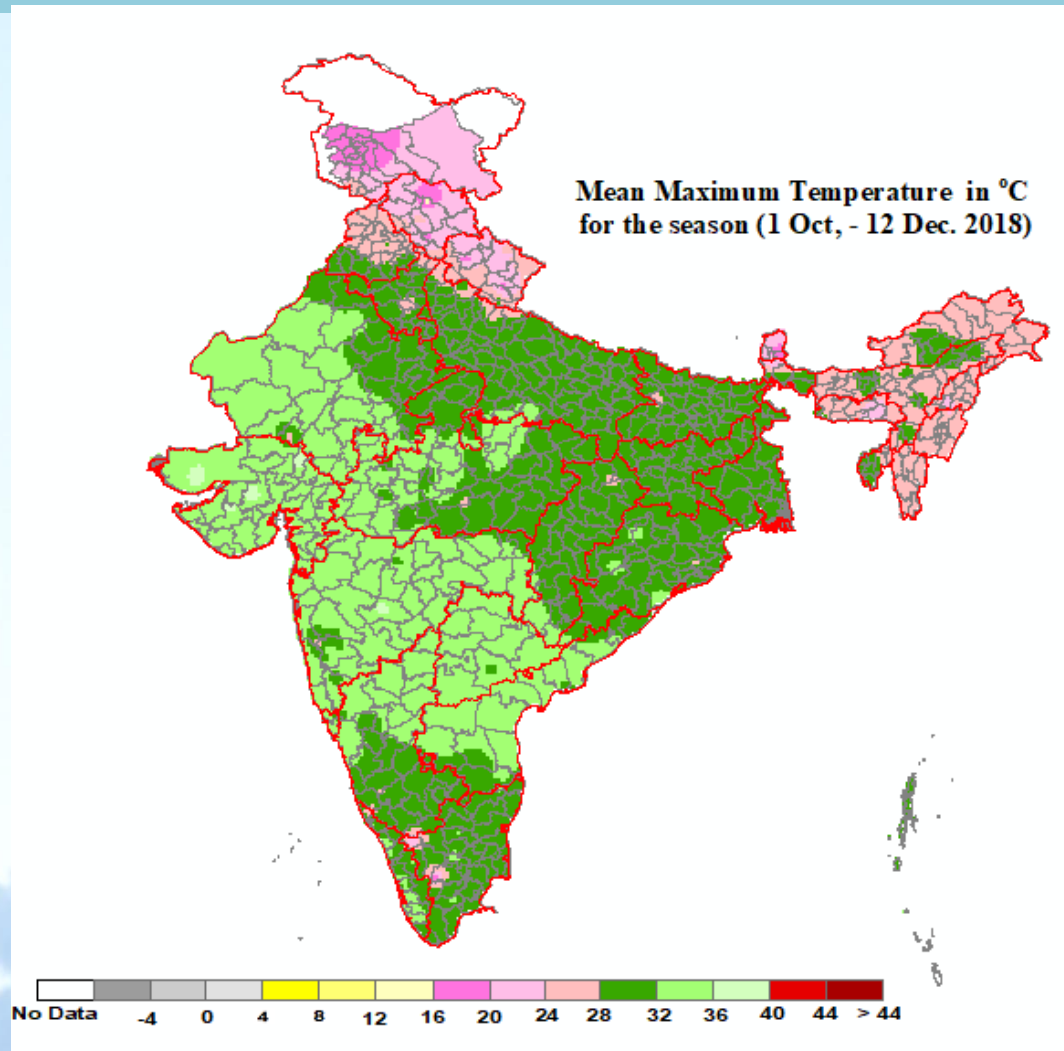 Mean Maximum Temperature in °C
for the season (1 Oct, - 12 Dec. 2018)
No Data -4 0 4 8 12 16 20 24 28 32 36 40 44 > 44